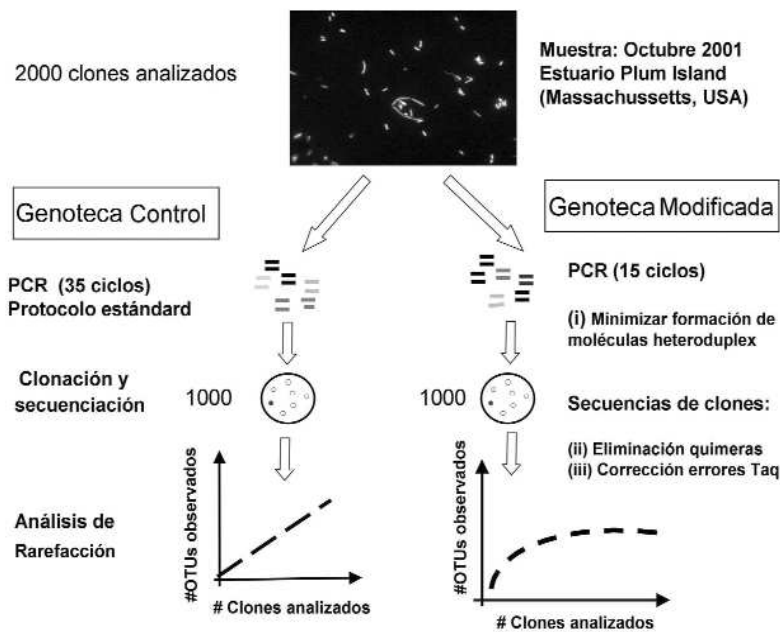 2000 clones analizados
Muestra: Octubre 2001
Estuario Plum Island
(Massachussetts, USA)
Genoteca Control
Genoteca Modificada
PCR (35 ciclos)
Protocolo estándard
PCR (15 ciclos)
(i) Minimizar formación de
moléculas heteroduplex
Clonación y
secuenciación
1000
1000
Secuencias de clones:
(ii) Eliminación quimeras
(iii) Corrección errores Taq
Análisis de
Rarefacción
#OTUs observados
# Clones analizados
#OTUs observados
# Clones analizados